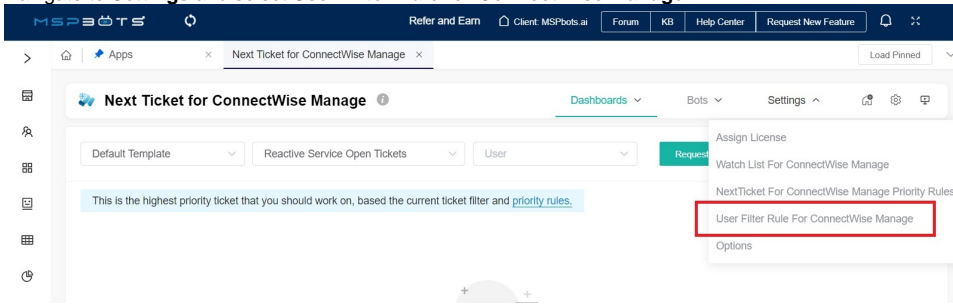 MSPBOTS Refer and Earn Client: MSPbots.ai Forum KB Help Center Request New Feature
Apps × Next Ticket for ConnectWise Manage × Load Pinned
Next Ticket for ConnectWise Manage Dashboards Bots Settings
Default Template Reactive Service Open Tickets User Request
Assign License
Watch List For ConnectWise Manage
NextTicket For ConnectWise Manage Priority Rules
This is the highest priority ticket that you should work on, based the current ticket filter and priority rules.
User Filter Rule For ConnectWise Manage
Options